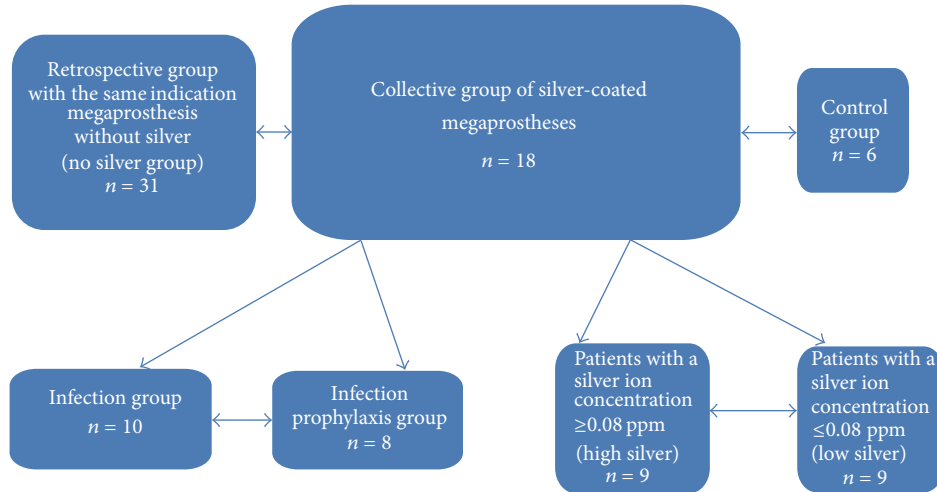 Retrospective group
with the same indication
megaprosthesis
without silver
(no silver group)
n = 31
Collective group of silver-coated
megaprostheses
n = 18
Control
group
n = 6
Infection group
n = 10
Infection
prophylaxis group
n = 8
Patients with a
silver ion
concentration
≥0.08 ppm
(high silver)
n = 9
Patients with a
silver ion
concentration
≤0.08 ppm
(low silver)
n = 9